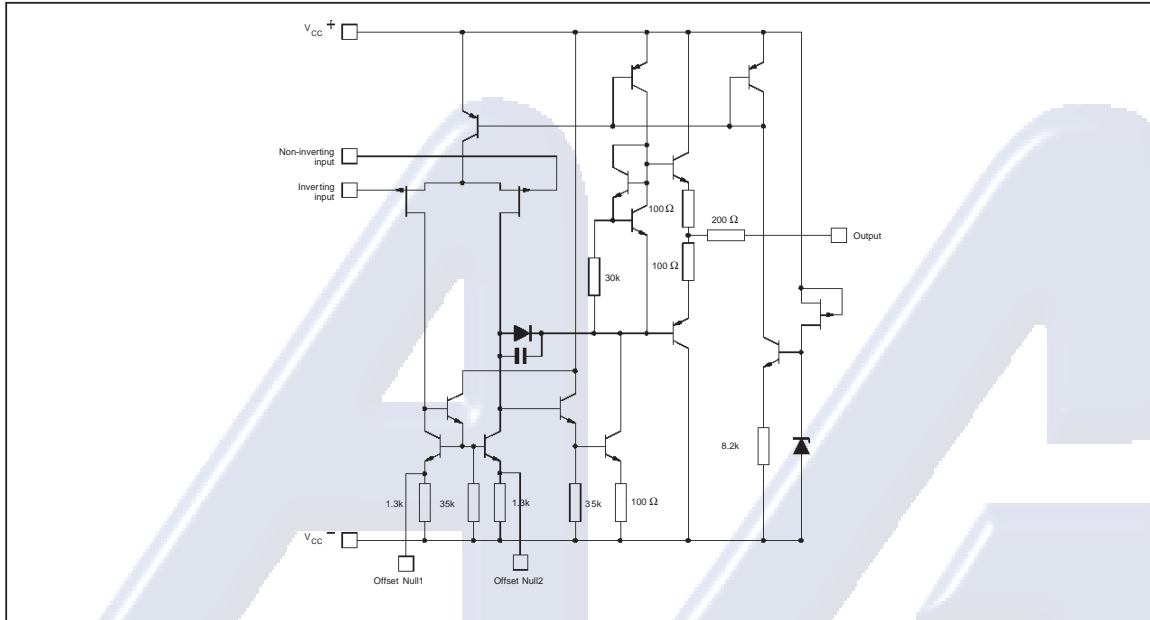 VCC +
Non-inverting
input
Inverting
input
100 Ω
200 Ω
Output
30k
100 Ω
8.2k
1.3k
35k
1.3k
35k
100 Ω
VCC −
Offset Null1
Offset Null2